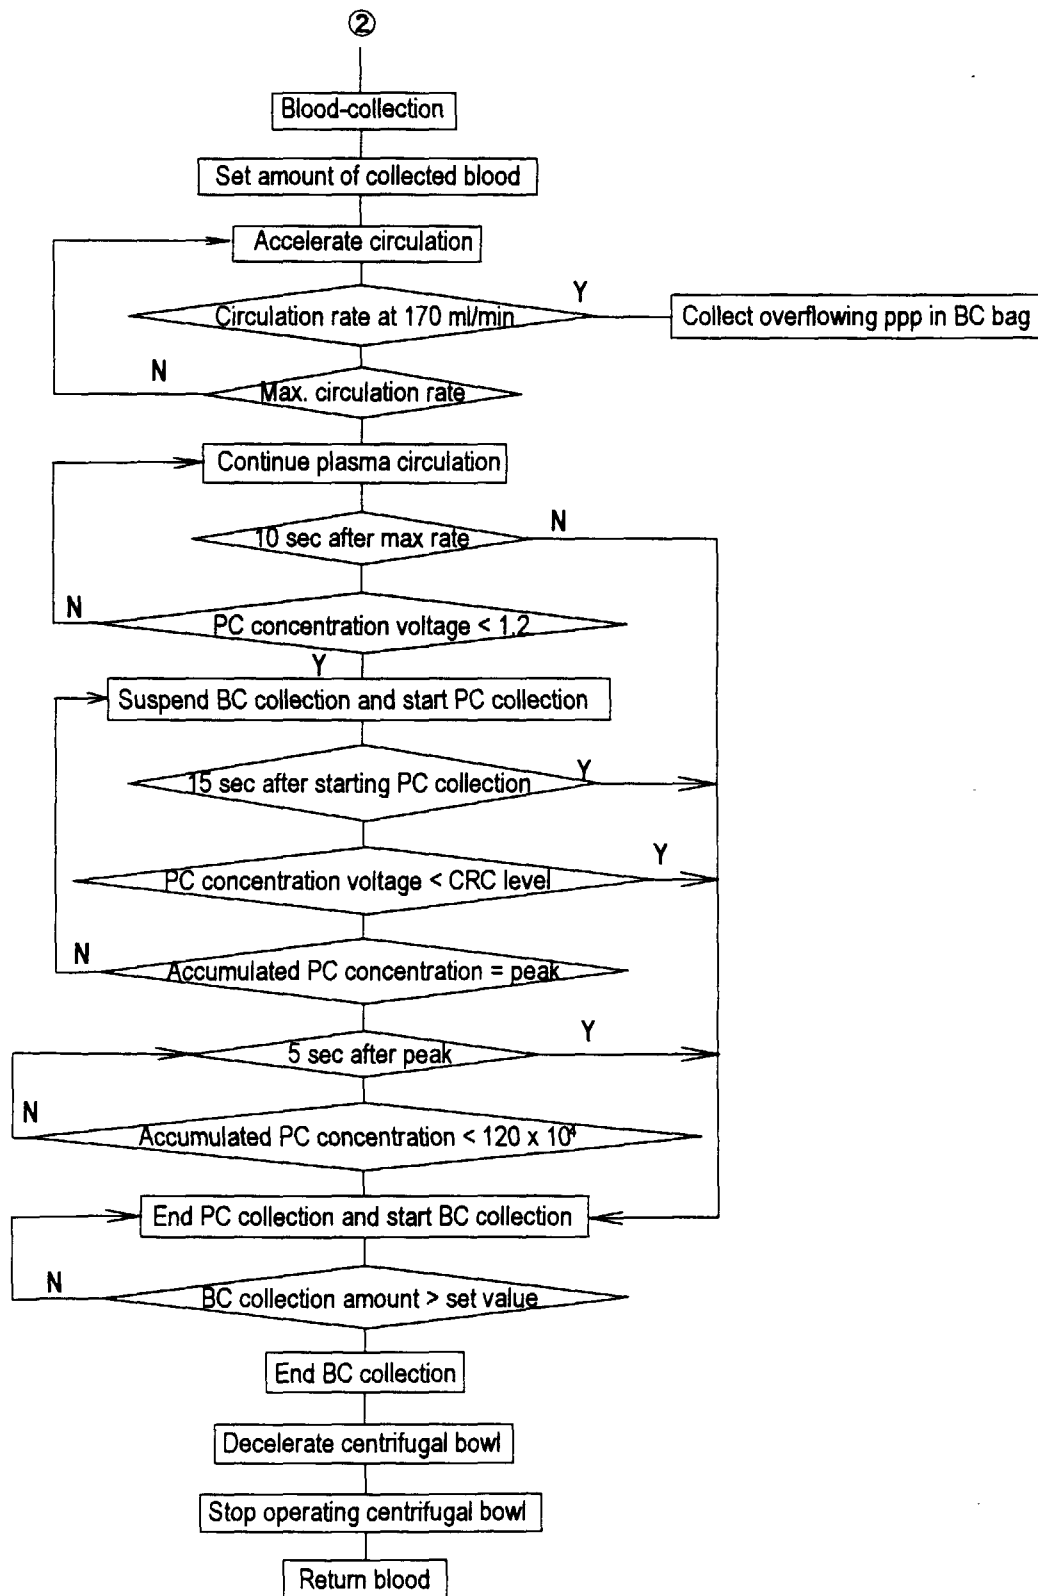 ②
Blood-collection
Set amount of collected blood
Accelerate circulation
Y
Circulation rate at 170 ml/min
Collect overflowing ppp in BC bag
N
Max. circulation rate
Continue plasma circulation
N
10 sec after max rate
N
PC concentration voltage < 1.2
Y
Suspend BC collection and start PC collection
Y
15 sec after starting PC collection
Y
PC concentration voltage < CRC level
N
Accumulated PC concentration = peak
Y
5 sec after peak
N
Accumulated PC concentration < 120 x 10⁴
End PC collection and start BC collection
N
BC collection amount > set value
End BC collection
Decelerate centrifugal bowl
Stop operating centrifugal bowl
Return blood